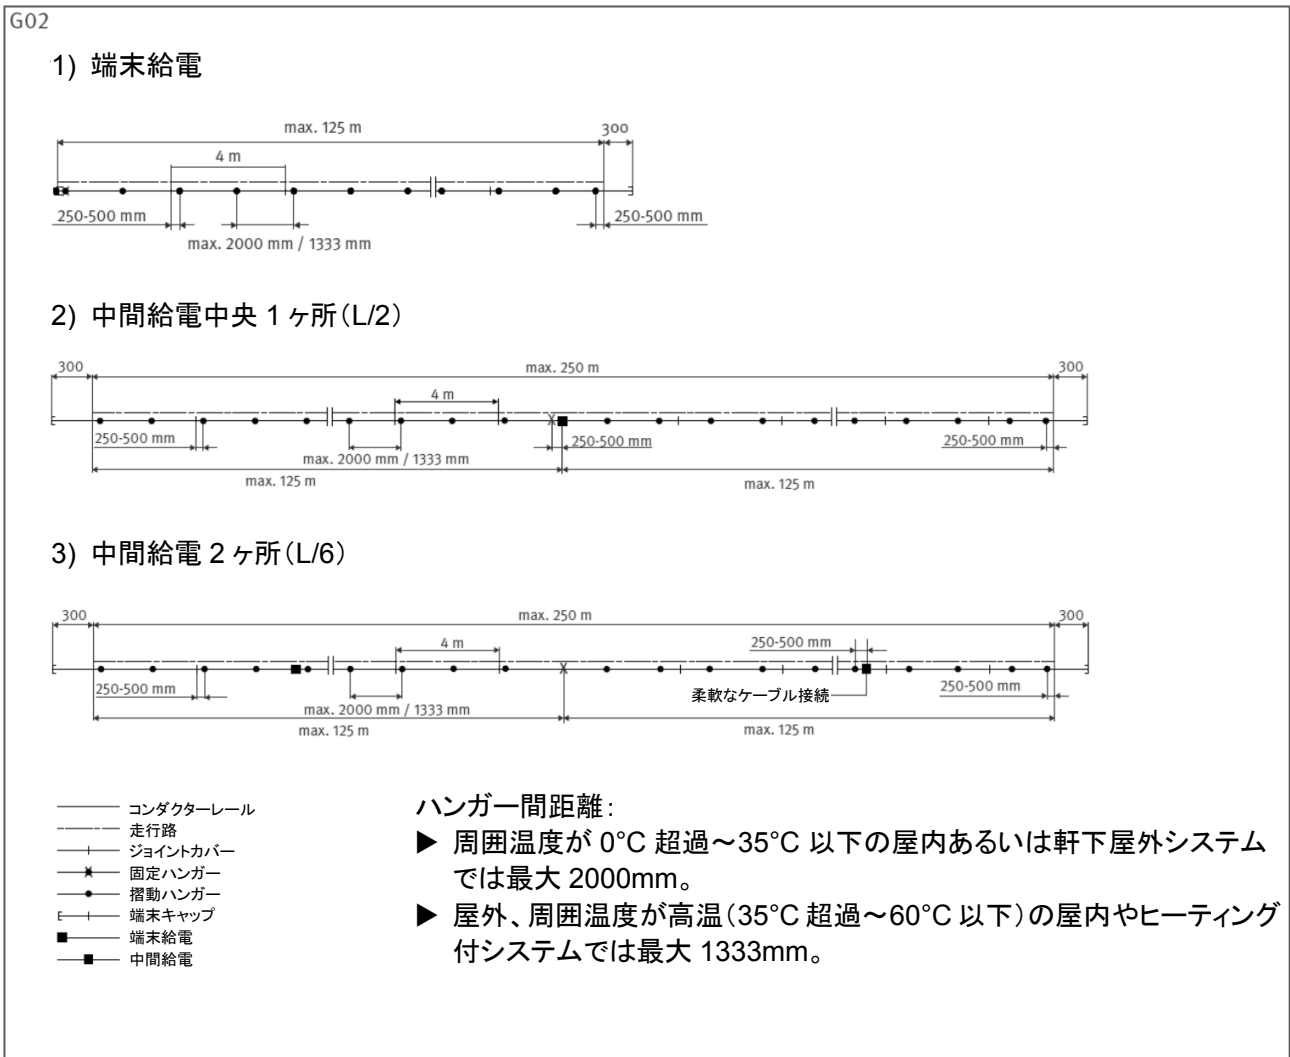 G02
1) 端末給電
max. 125 m
300
4 m
250-500 mm
250-500 mm
max. 2000 mm / 1333 mm
2) 中間給電中央 1 ヶ所（L/2）
300
max. 250 m
300
4 m
250-500 mm
250-500 mm
250-500 mm
max. 2000 mm / 1333 mm
max. 125 m
max. 125 m
3) 中間給電 2 ヶ所（L/6）
300
max. 250 m
300
4 m
250-500 mm
250-500 mm
柔軟なケーブル接続
250-500 mm
max. 2000 mm / 1333 mm
max. 125 m
max. 125 m
コンダクターレール
走行路
ジョイントカバー
固定ハンガー
摺動ハンガー
端末キャップ
端末給電
中間給電
ハンガー間距離：
▶ 周囲温度が 0°C 超過～35°C 以下の屋内あるいは軒下屋外システム
では最大 2000mm。
▶ 屋外、周囲温度が高温（35°C 超過～60°C 以下）の屋内やヒーティング
付システムでは最大 1333mm。